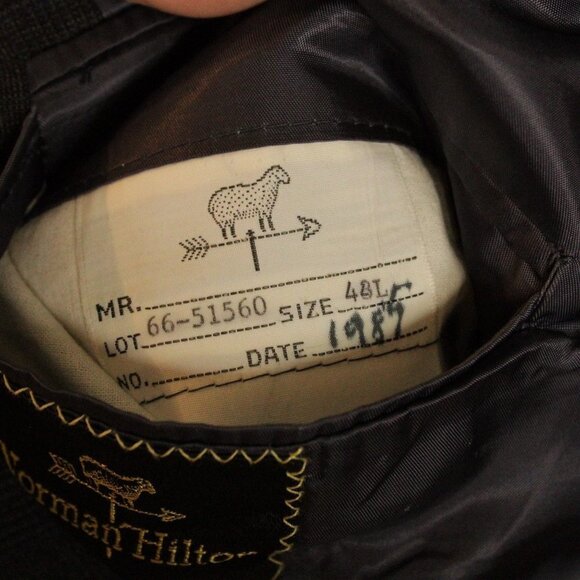 MR.
LOT 66-51560 SIZE 48L
NO. DATE 1985
Norman Hilton